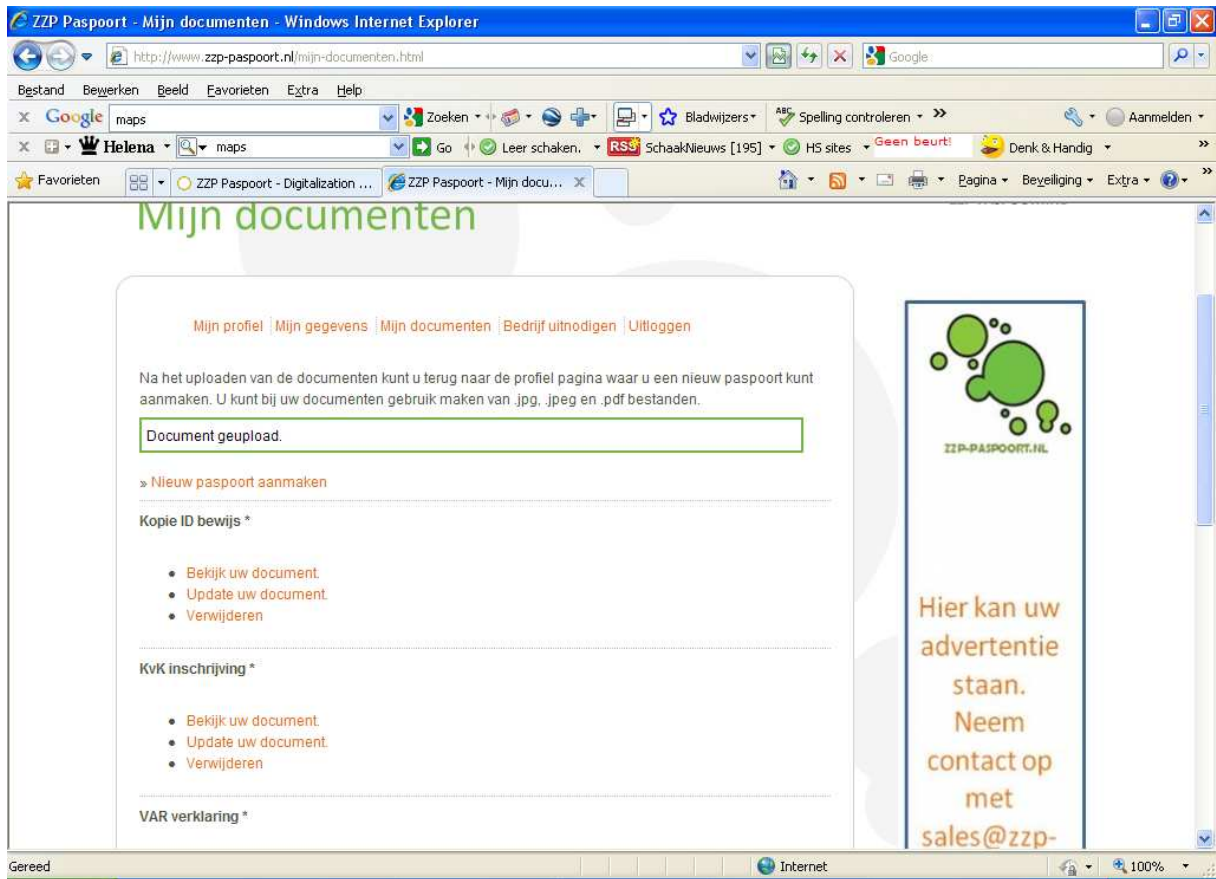 ZZP Paspoort - Mijn documenten - Windows Internet Explorer
http://www.zzp-paspoort.nl/mijn-documenten.html
Google
Bestand Bewerken Beeld Favorieten Extra Help
x Google maps Zoeken Bladwijzers ABC Spelling controleren >> Aanmelden
x Helena maps Go Leer schaken. RSS SchaakNieuws [195] HS sites Geen beurt! Denk & Handig >>
Favorieten ZZP Paspoort - Digitalization ... ZZP Paspoort - Mijn docu... X Pagina Beveiliging Extra >>
Mijn documenten
Mijn profiel Mijn gegevens Mijn documenten Bedrijf uitnodigen Uitloggen
Na het uploaden van de documenten kunt u terug naar de profiel pagina waar u een nieuw paspoort kunt
aanmaken. U kunt bij uw documenten gebruik maken van .jpg, .jpeg en .pdf bestanden.
Document geupload.
» Nieuw paspoort aanmaken
Kopie ID bewijs *
• Bekijk uw document.
• Update uw document.
• Verwijderen
KvK inschrijving *
• Bekijk uw document.
• Update uw document.
• Verwijderen
VAR verklaring *
ZZP-PASPOORT.NL
Hier kan uw
advertentie
staan.
Neem
contact op
met
sales@zzp-
Gereed Internet 100%